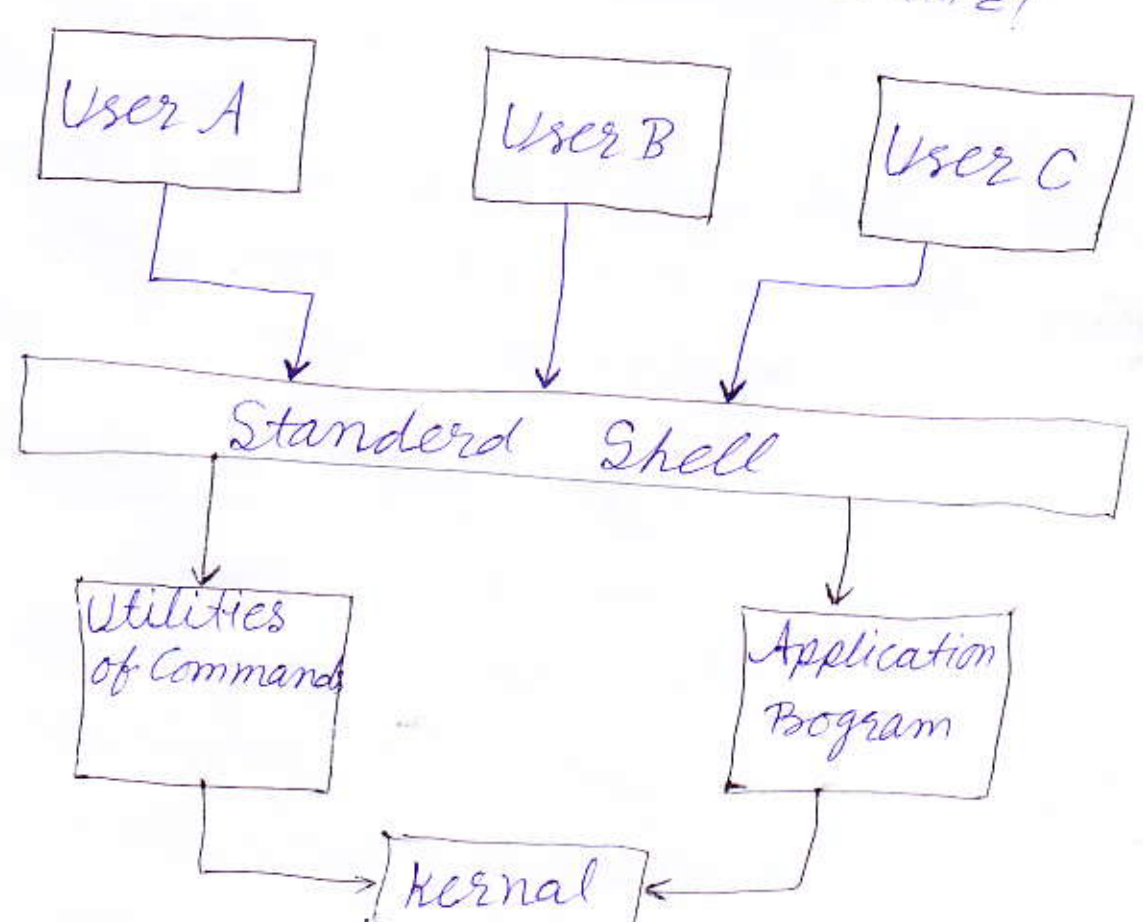 User A
User B
User C
Standerd Shell
Utilities
of Commands
Application
Bogram
Kernal